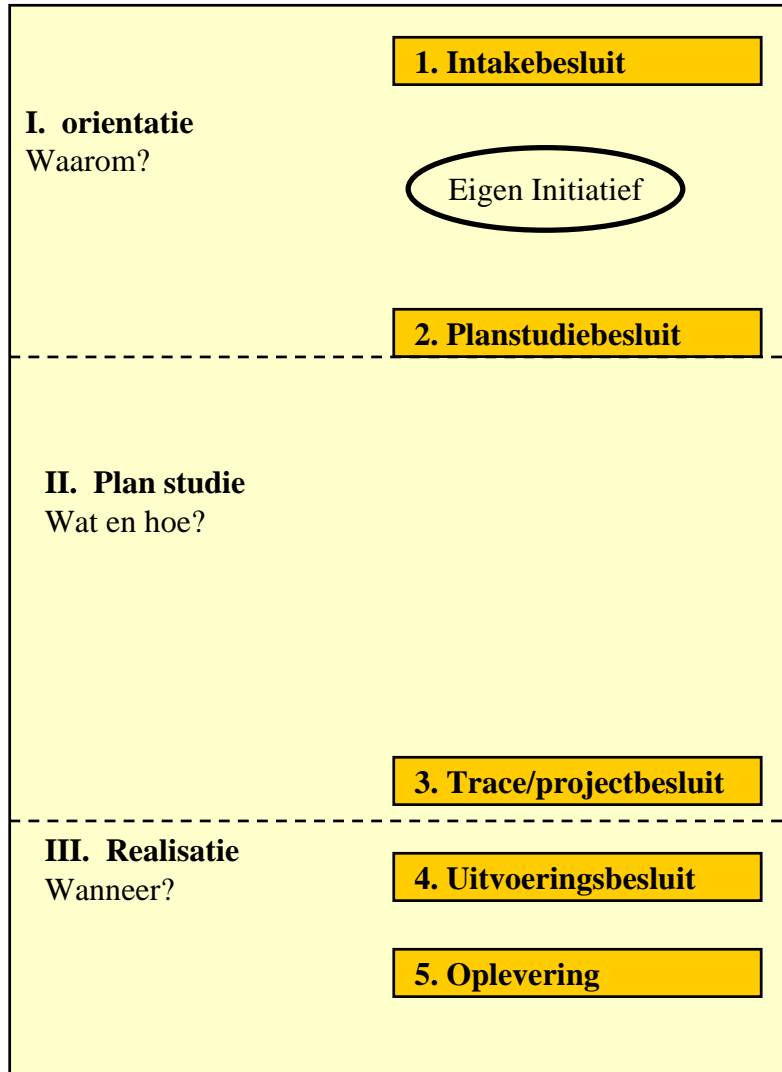 1. Intakebesluit
I. orientatie
Waarom?
Eigen Initiatief
2. Planstudiebesluit
II. Plan studie
Wat en hoe?
3. Trace/projectbesluit
III. Realisatie
Wanneer?
4. Uitvoeringsbesluit
5. Oplevering